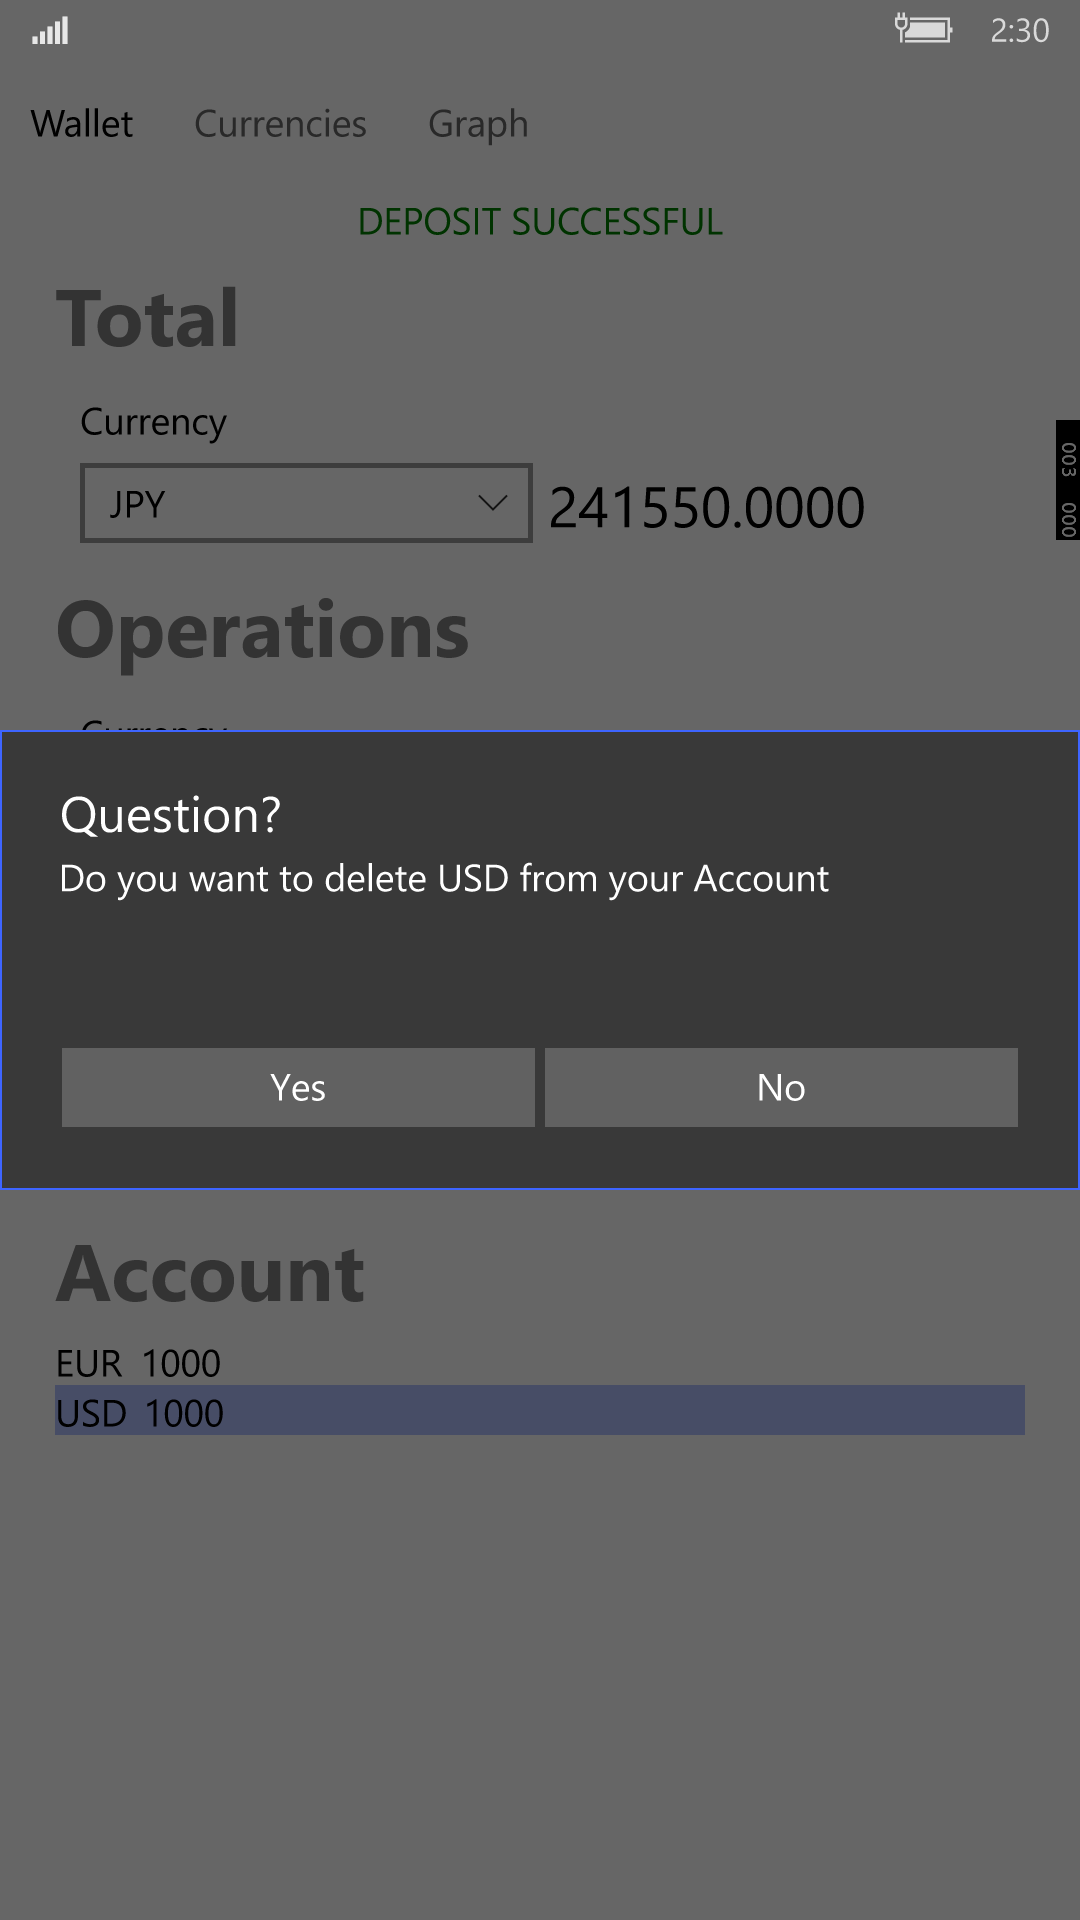 2:30
Wallet Currencies Graph
DEPOSIT SUCCESSFUL
Total
Currency
JPY 241550.0000
003 000
Operations
Currency
Question?
Do you want to delete USD from your Account
Yes No
Account
EUR 1000
USD 1000